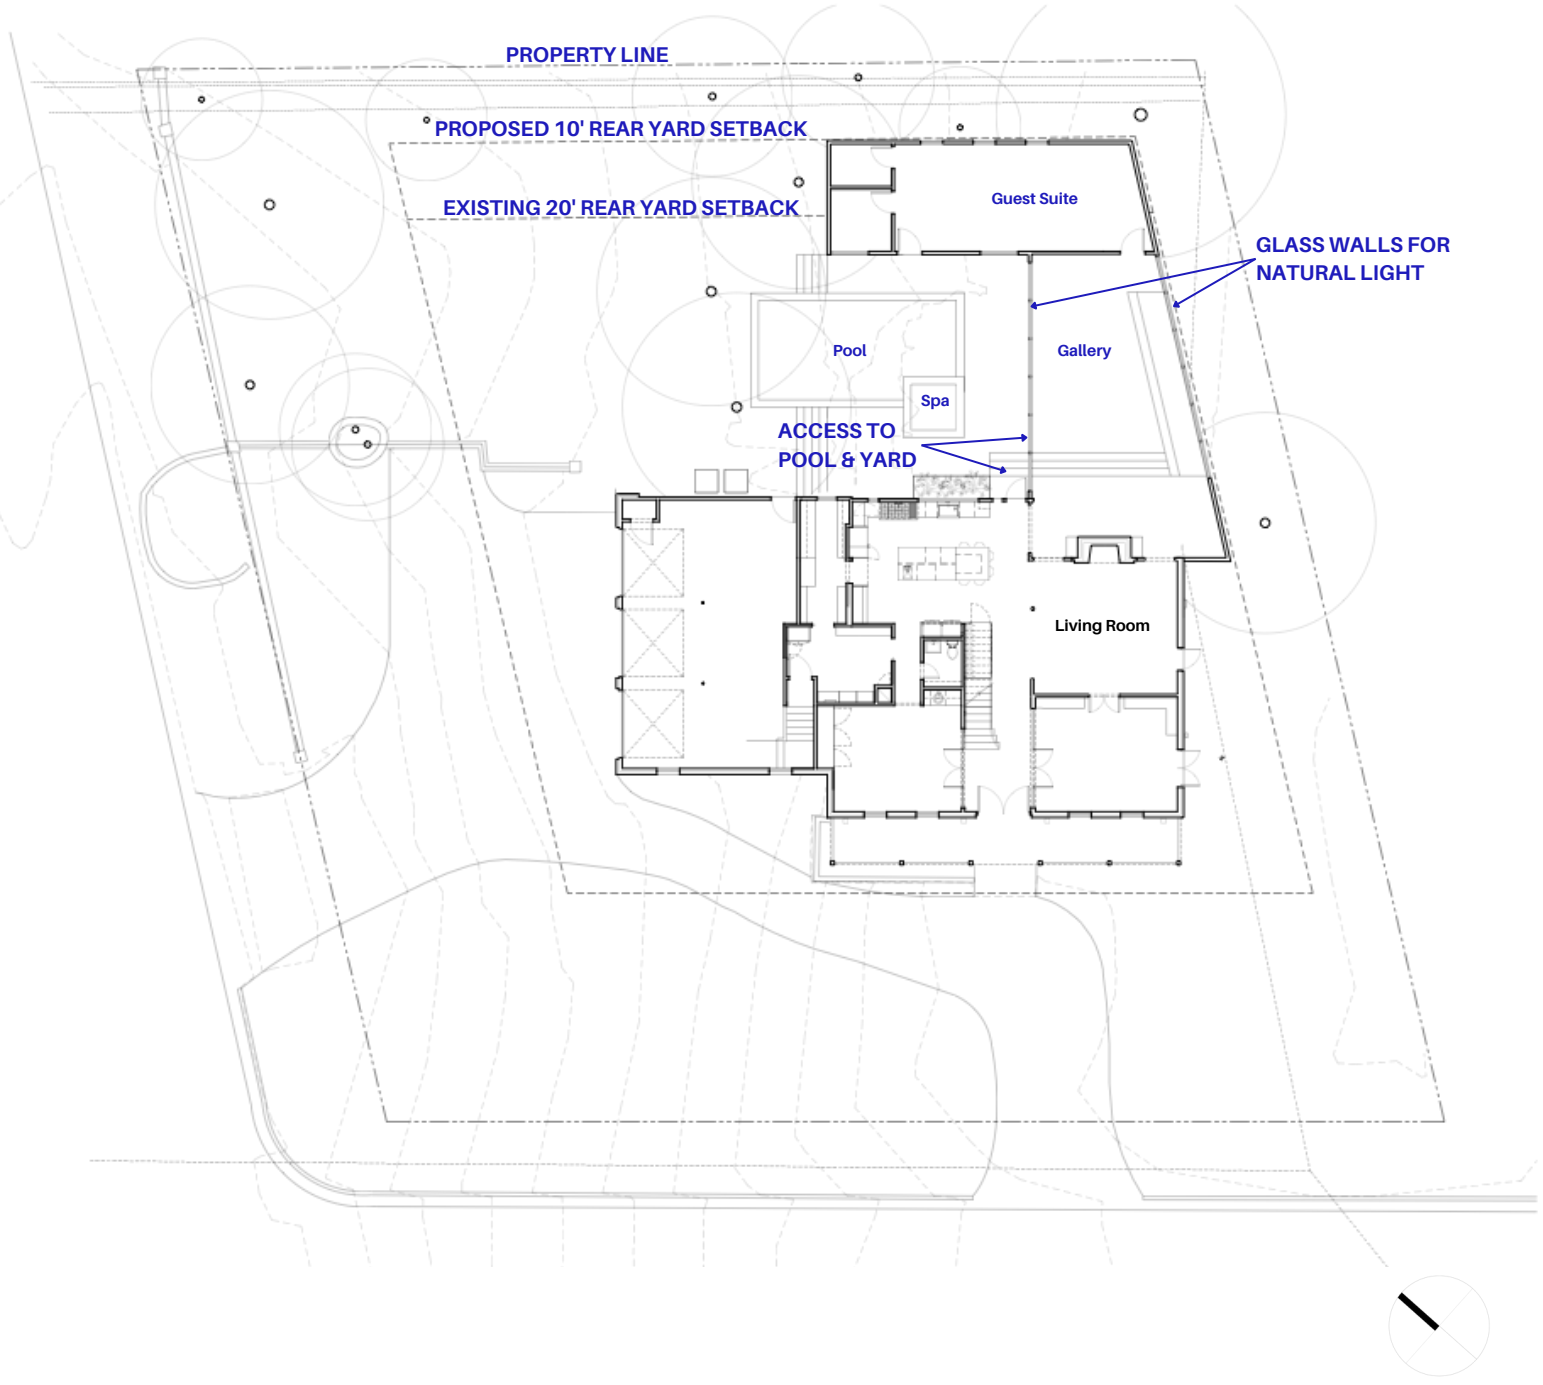 PROPERTY LINE
PROPOSED 10' REAR YARD SETBACK
EXISTING 20' REAR YARD SETBACK
Guest Suite
GLASS WALLS FOR
NATURAL LIGHT
Pool
Gallery
Spa
ACCESS TO
POOL & YARD
Living Room